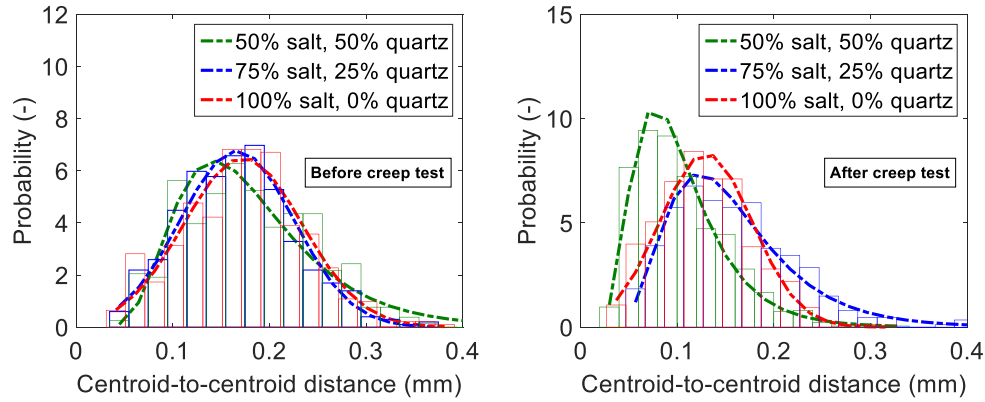 12
10
8
6
4
2
0
Probability (-)
50% salt, 50% quartz
75% salt, 25% quartz
100% salt, 0% quartz
Before creep test
0 0.1 0.2 0.3 0.4
Centroid-to-centroid distance (mm)
15
10
5
0
Probability (-)
50% salt, 50% quartz
75% salt, 25% quartz
100% salt, 0% quartz
After creep test
0 0.1 0.2 0.3 0.4
Centroid-to-centroid distance (mm)